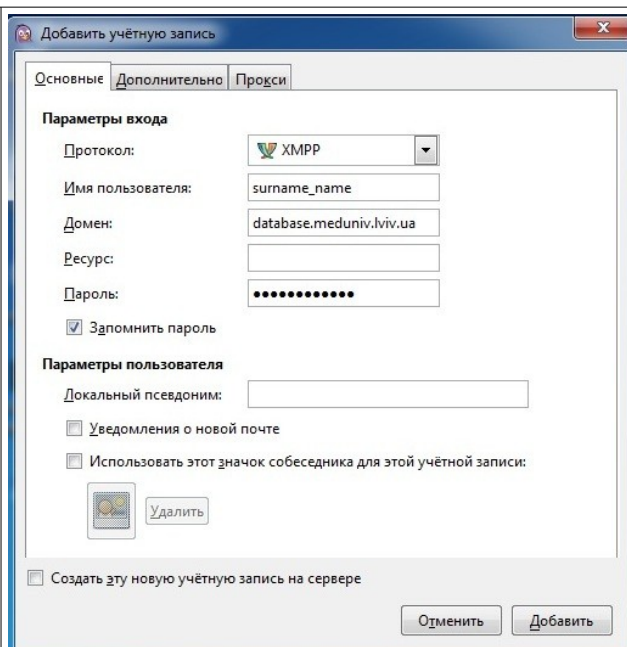 Добавить учётную запись
Основные Дополнительно Прокси
Параметры входа
Протокол: XMPP
Имя пользователя: surname_name
Домен: database.meduniv.lviv.ua
Ресурс:
Пароль: ••••••••••••
Запомнить пароль
Параметры пользователя
Локальный псевдоним:
Уведомления о новой почте
Использовать этот значок собеседника для этой учётной записи:
Удалить
Создать эту новую учётную запись на сервере
Отменить Добавить